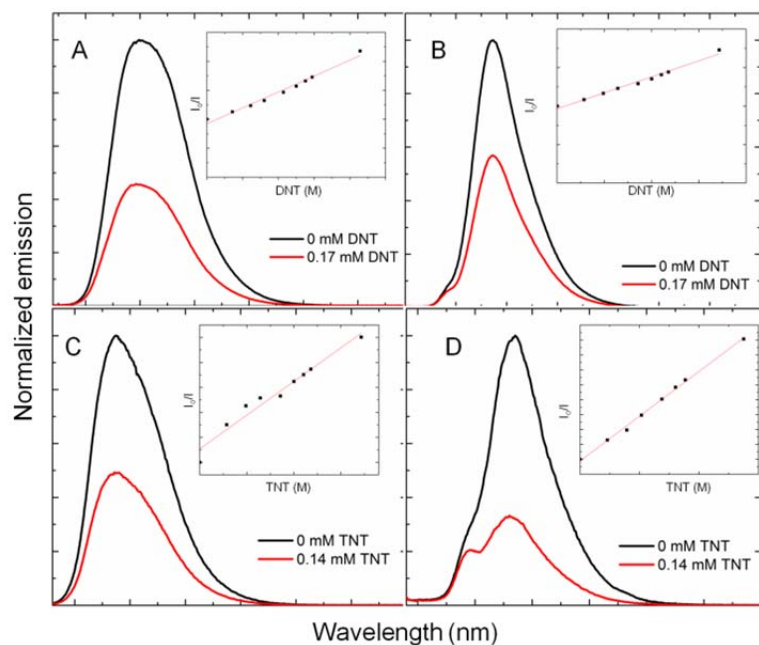 A
I₀/I
DNT (M)
0 mM DNT
0.17 mM DNT
B
I₀/I
DNT (M)
0 mM DNT
0.17 mM DNT
Normalized emission
C
I₀/I
TNT (M)
0 mM TNT
0.14 mM TNT
D
I₀/I
TNT (M)
0 mM TNT
0.14 mM TNT
Wavelength (nm)